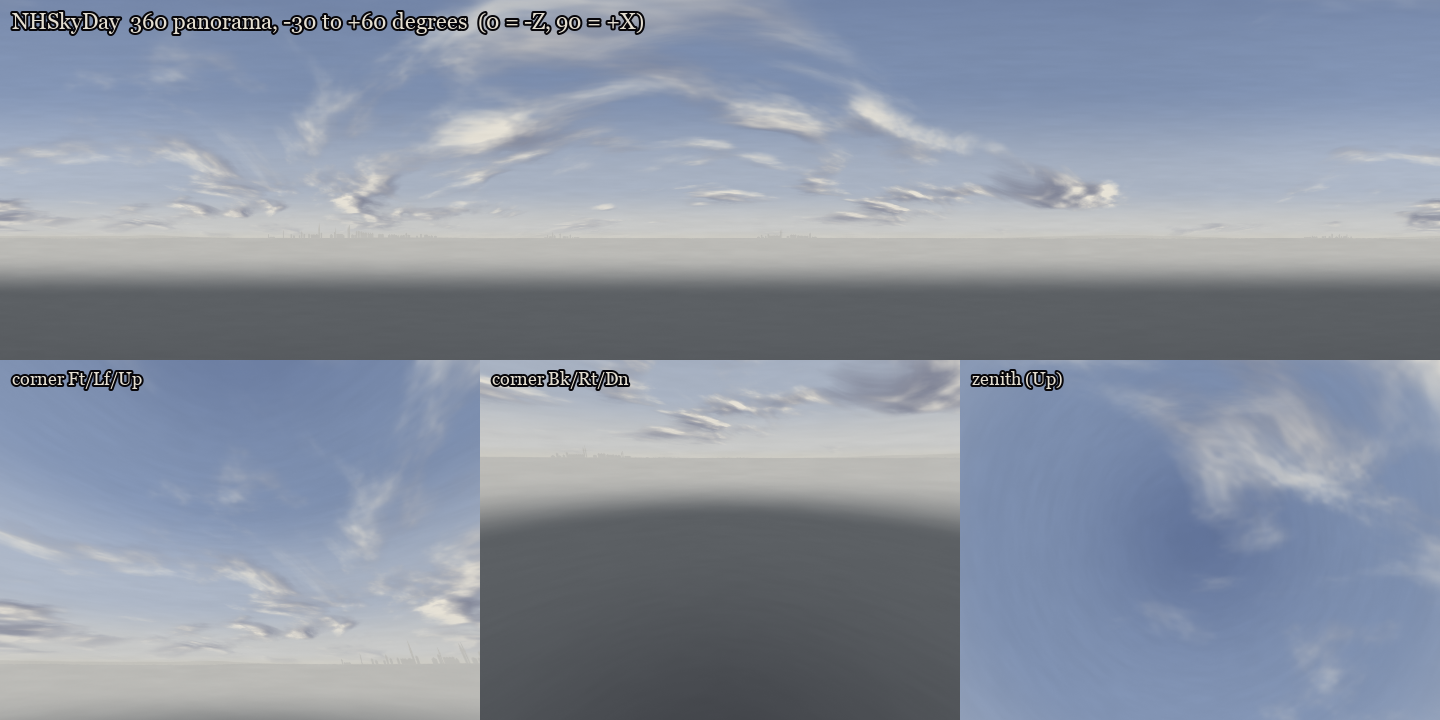 NHSkyDay 360 panorama, -30 to +60 degrees (0 = -Z, 90 = +X)
corner Ft/Lf/Up
corner Bk/Rt/Dn
zenith (Up)